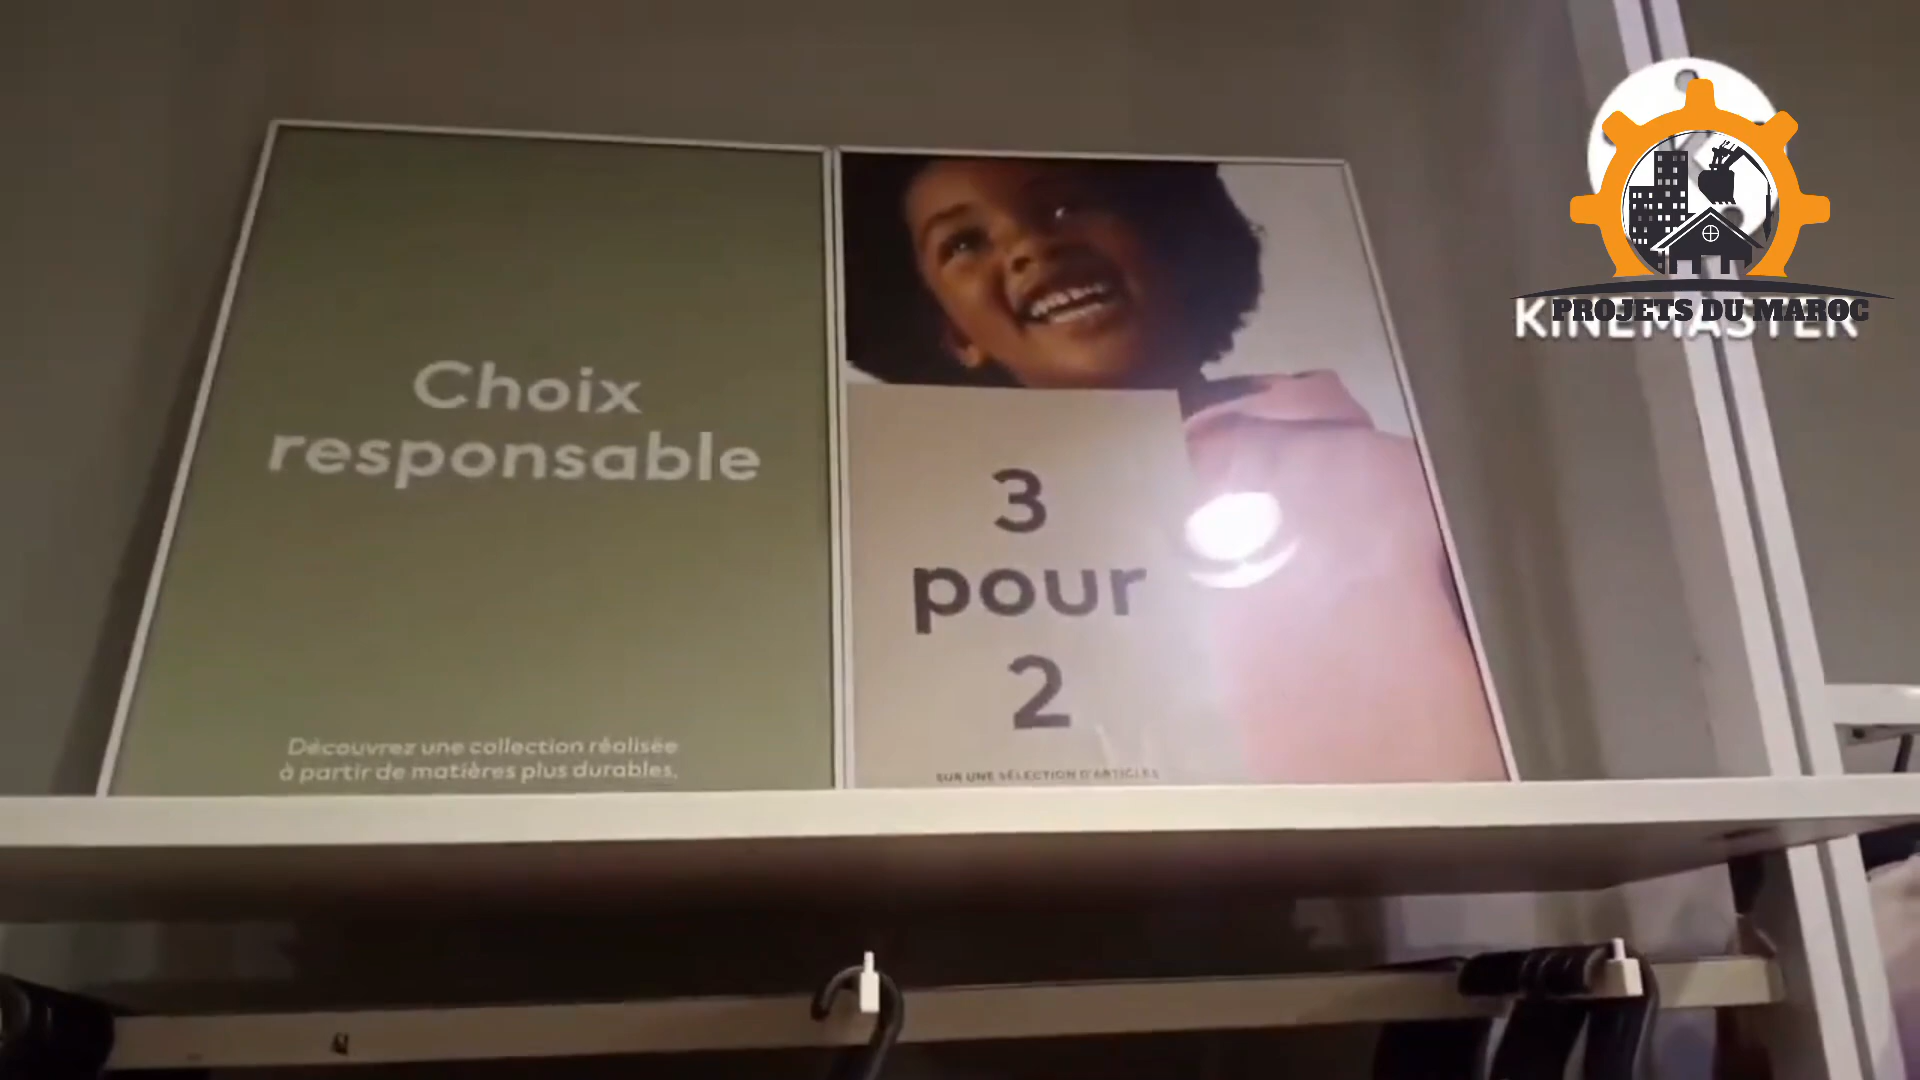 Choix
responsable
Découvrez une collection réalisée
à partir de matières plus durables.
3
pour
2
SUR UNE SÉLECTION D'ARTICLES
PROJETS DU MAROC
KINEMASTER